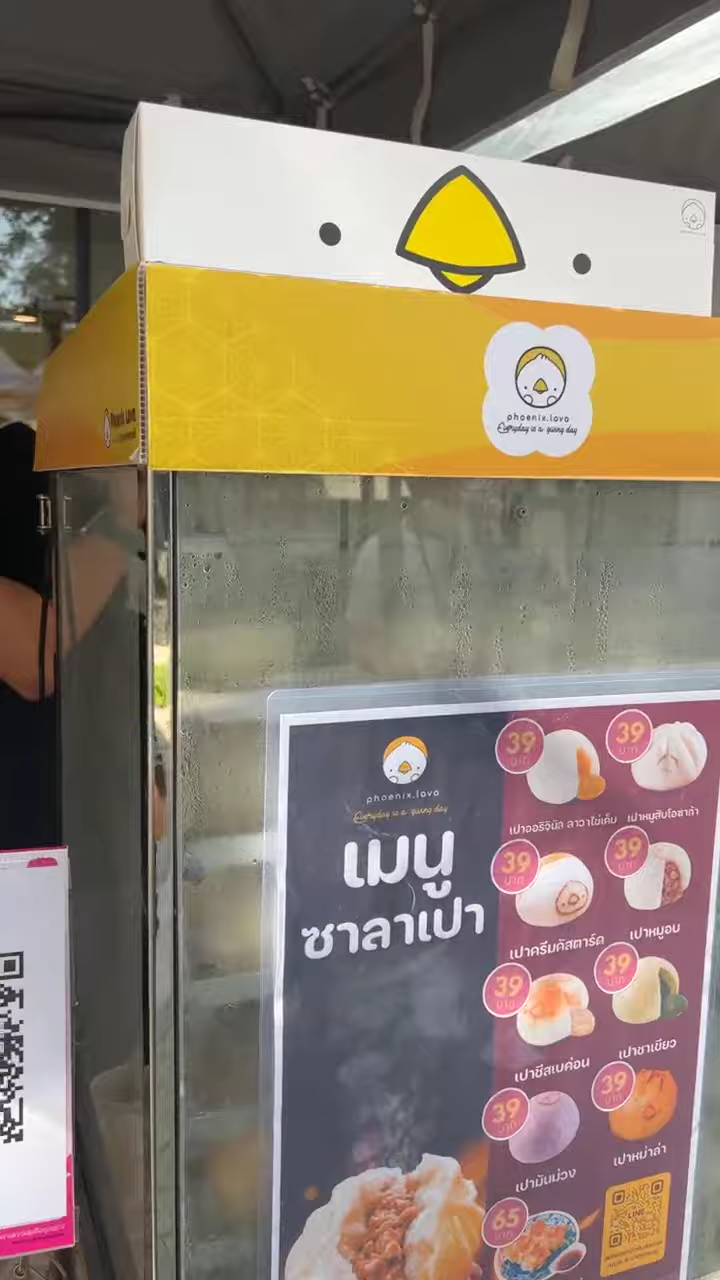 phoenix.lava
Everyday is a giving day
Phoenix Lava
phoenix.lava
Everyday is a giving day
เมนู
ซาลาเปา
39
บาท
เปาออริจินัล ลาวาไข่เค็ม
39
บาท
เปาหมูสับโอซาก้า
39
บาท
เปาครีมคัสตาร์ด
39
บาท
เปาหมูอบ
39
บาท
เปาชีสเบค่อน
39
บาท
เปาชาเขียว
39
บาท
เปามันม่วง
39
บาท
เปาหม่าล่า
65
LINE